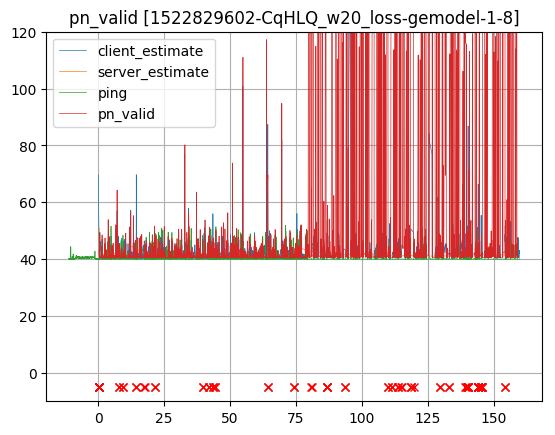 pn_valid [1522829602-CqHLQ_w20_loss-gemodel-1-8]
client_estimate
server_estimate
ping
pn_valid
120
100
80
60
40
20
0
0 25 50 75 100 125 150